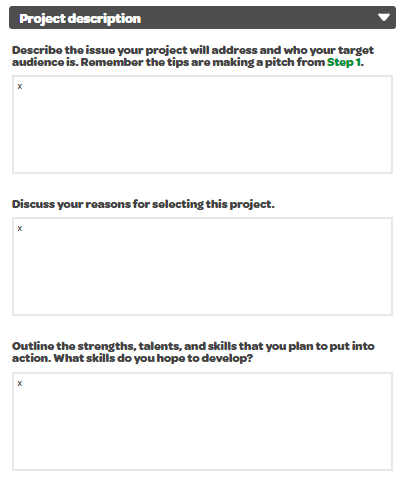 Project description
Describe the issue your project will address and who your target
audience is. Remember the tips are making a pitch from Step 1.
x
Discuss your reasons for selecting this project.
x
Outline the strengths, talents, and skills that you plan to put into
action. What skills do you hope to develop?
x